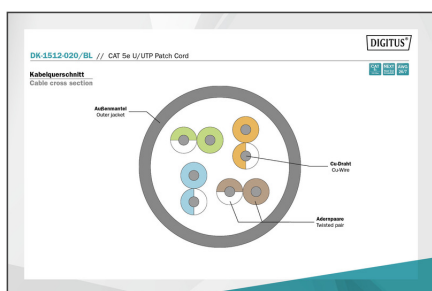 DIGITUS®
DK-1512-020/BL // CAT 5e U/UTP Patch Cord
Kabelquerschnitt
Cable cross section
Außenmantel
Outer jacket
Cu-Draht
Cu-Wire
Adernpaare
Twisted pair